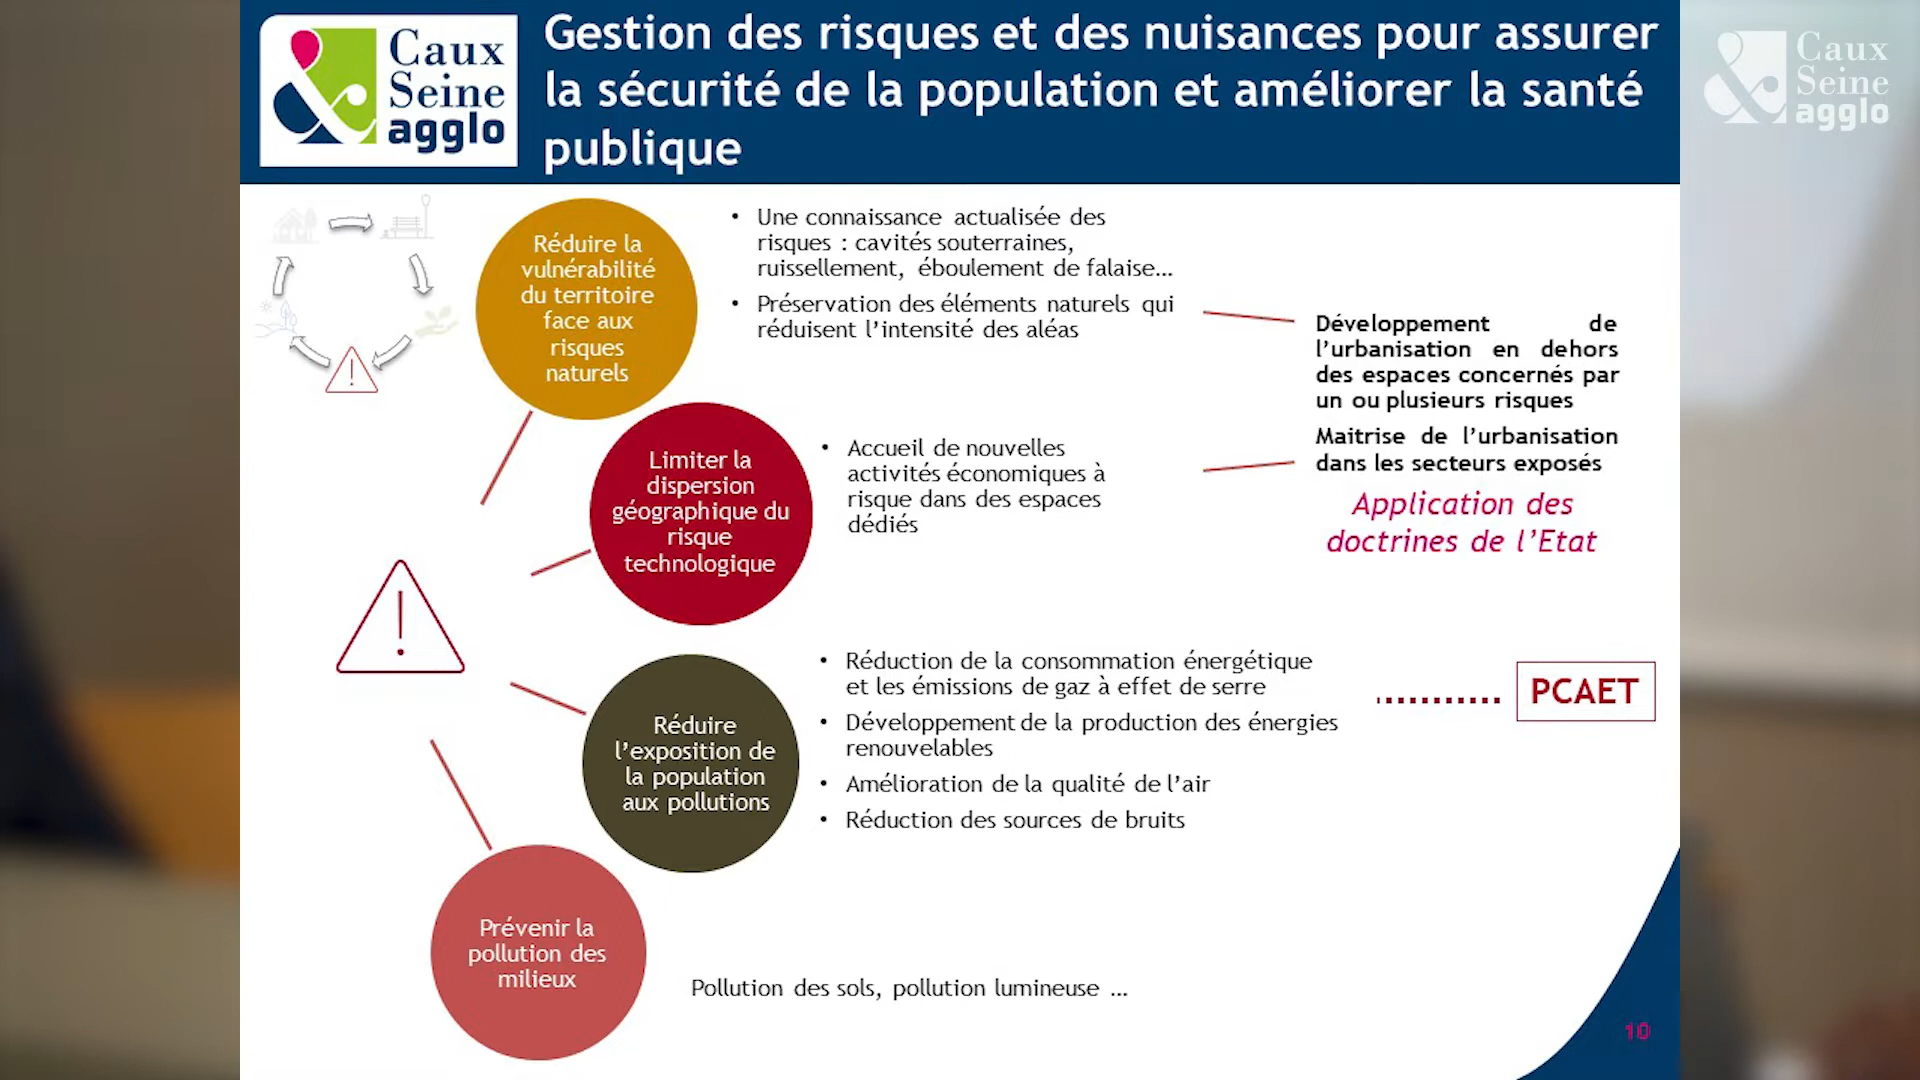 Caux
Seine
agglo
Gestion des risques et des nuisances pour assurer
la sécurité de la population et améliorer la santé
publique
Caux
Seine
agglo
Réduire la
vulnérabilité
du territoire
face aux
risques
naturels
• Une connaissance actualisée des
risques : cavités souterraines,
ruissellement, éboulement de falaise...
• Préservation des éléments naturels qui
réduisent l'intensité des aléas
Développement de
l'urbanisation en dehors
des espaces concernés par
un ou plusieurs risques
Maitrise de l'urbanisation
dans les secteurs exposés
Application des
doctrines de l'Etat
Limiter la
dispersion
géographique du
risque
technologique
• Accueil de nouvelles
activités économiques à
risque dans des espaces
dédiés
Réduire
l'exposition de
la population
aux pollutions
• Réduction de la consommation énergétique
et les émissions de gaz à effet de serre
• Développement de la production des énergies
renouvelables
• Amélioration de la qualité de l'air
• Réduction des sources de bruits
PCAET
Prévenir la
pollution des
milieux
Pollution des sols, pollution lumineuse ...
10